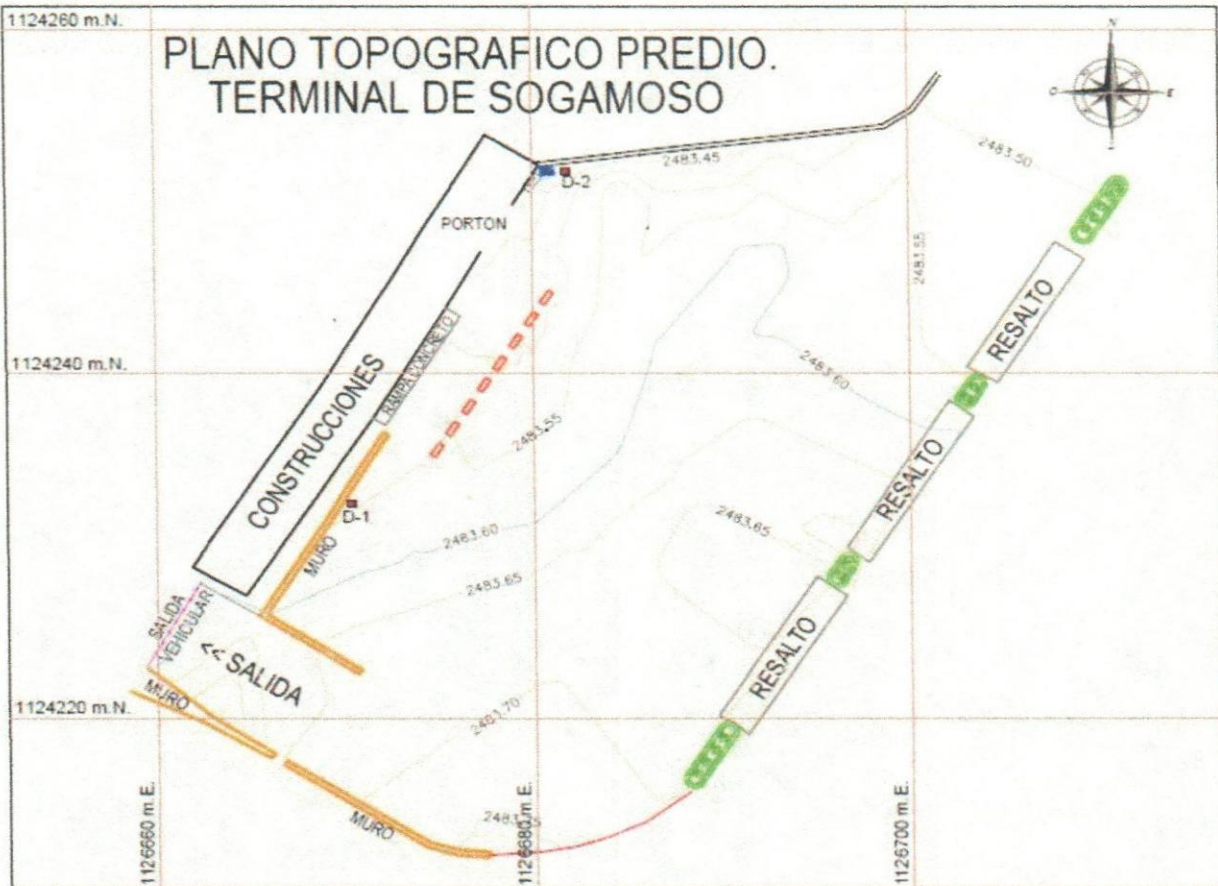 1124260 m.N.
PLANO TOPOGRAFICO PREDIO.
TERMINAL DE SOGAMOSO
N
O
E
2483.45
2483.50
D-2
PORTON
2483.55
RESALTO
1124240 m.N.
RAMPA CONCRETO
CONSTRUCCIONES
2483.60
2483.55
RESALTO
D-1
2483.65
MURO
2483.60
2483.65
SALIDA
VEHICULAR
<< SALIDA
RESALTO
MURO
1124220 m.N.
2483.70
MURO
1126660 m.E.
1126680 m.E.
1126700 m.E.